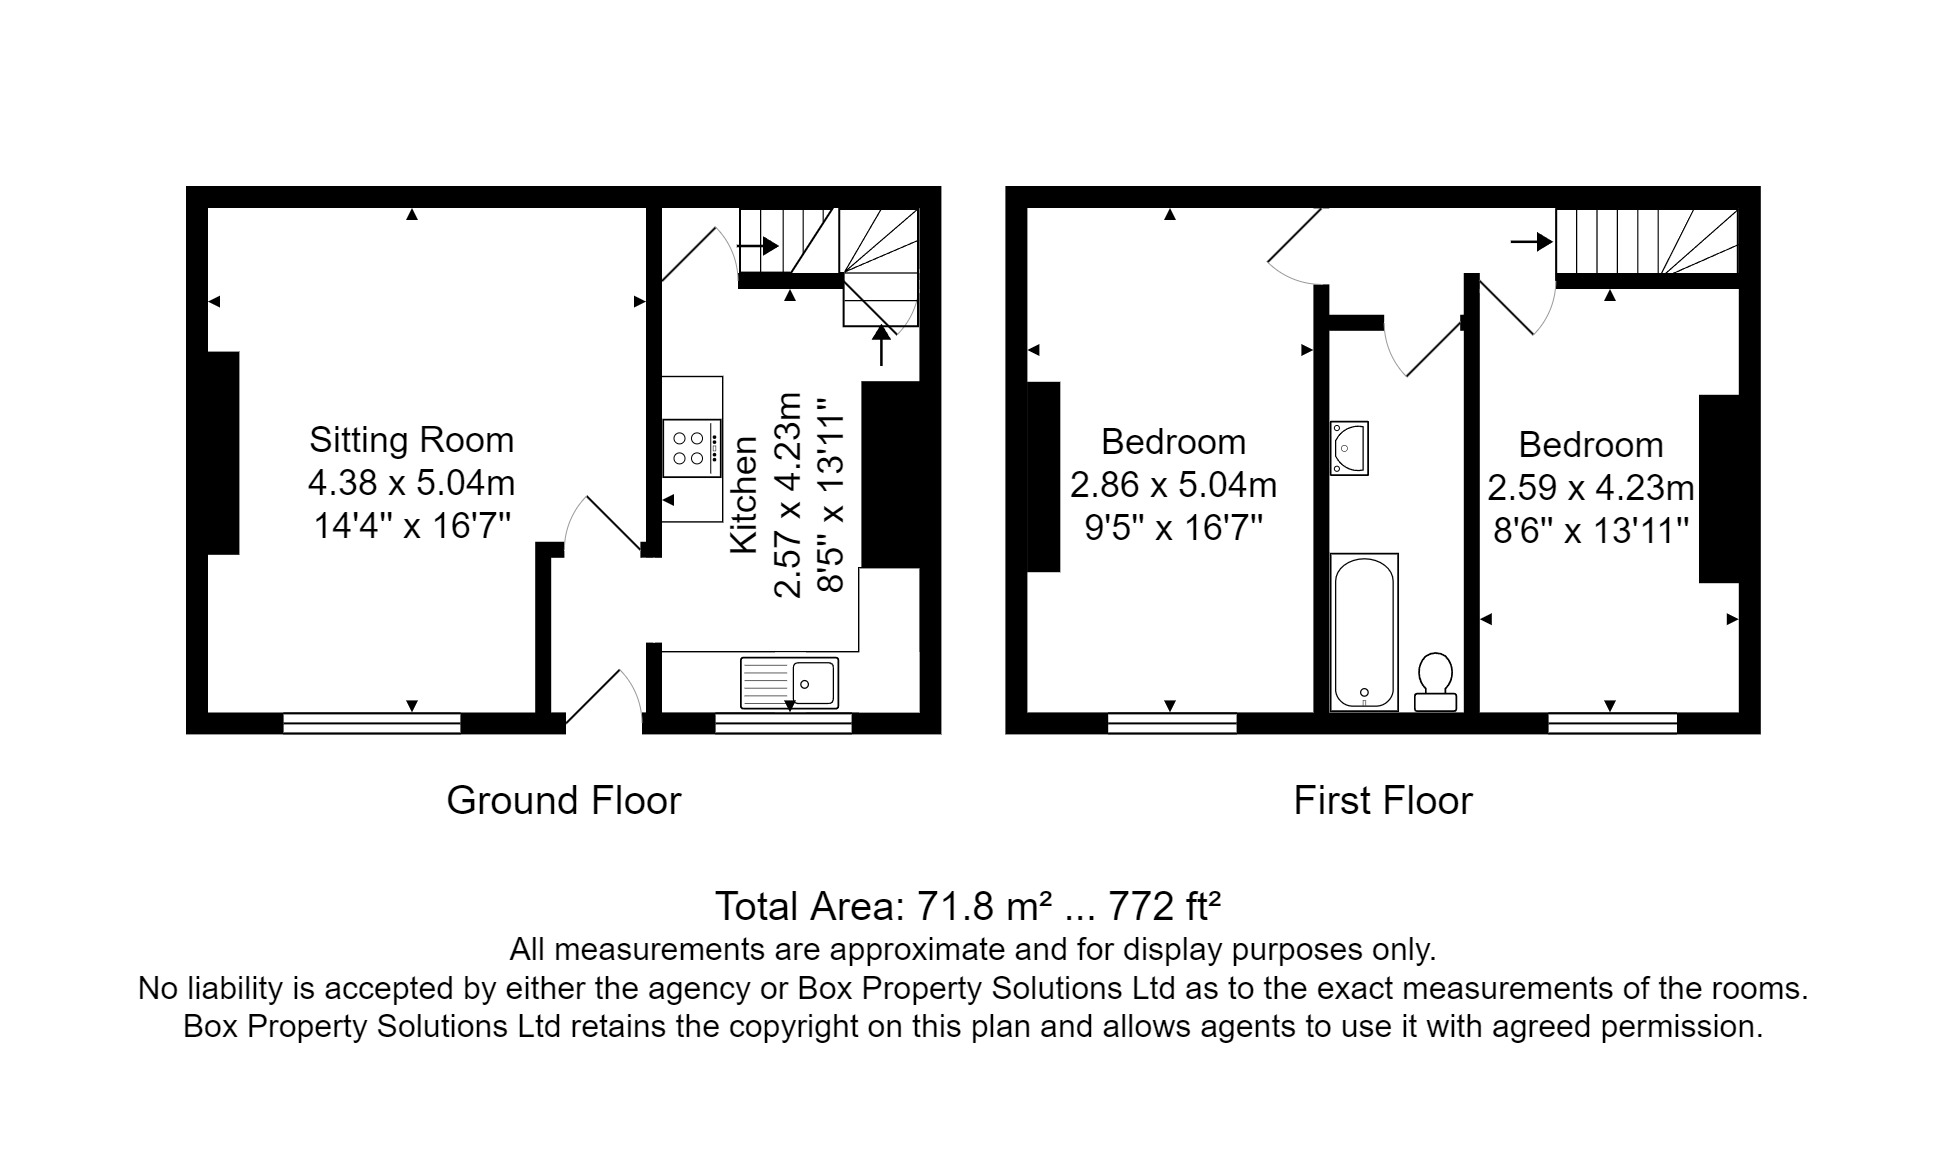 Sitting Room
4.38 x 5.04m
14'4" x 16'7"
Kitchen
2.57 x 4.23m
8'5" x 13'11"
Bedroom
2.86 x 5.04m
9'5" x 16'7"
Bedroom
2.59 x 4.23m
8'6" x 13'11"
Ground Floor
First Floor
Total Area: 71.8 m² ... 772 ft²
All measurements are approximate and for display purposes only.
No liability is accepted by either the agency or Box Property Solutions Ltd as to the exact measurements of the rooms.
Box Property Solutions Ltd retains the copyright on this plan and allows agents to use it with agreed permission.